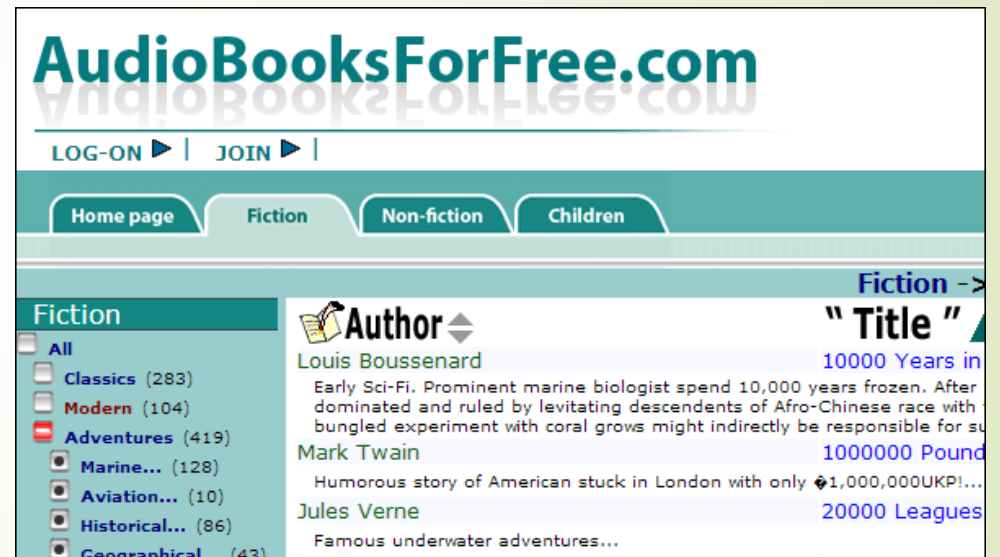 AudioBooksForFree.com
LOG-ON | JOIN |
Home page Fiction Non-fiction Children
Fiction ->
Fiction
All
Classics (283)
Modern (104)
Adventures (419)
Marine... (128)
Aviation... (10)
Historical... (86)
Geographical... (43)
Author " Title "
Louis Boussenard 10000 Years in
Early Sci-Fi. Prominent marine biologist spend 10,000 years frozen. After
dominated and ruled by levitating descendents of Afro-Chinese race with
bungled experiment with coral grows might indirectly be responsible for
Mark Twain 1000000 Pound
Humorous story of American stuck in London with only �1,000,000UKP!...
Jules Verne 20000 Leagues
Famous underwater adventures...